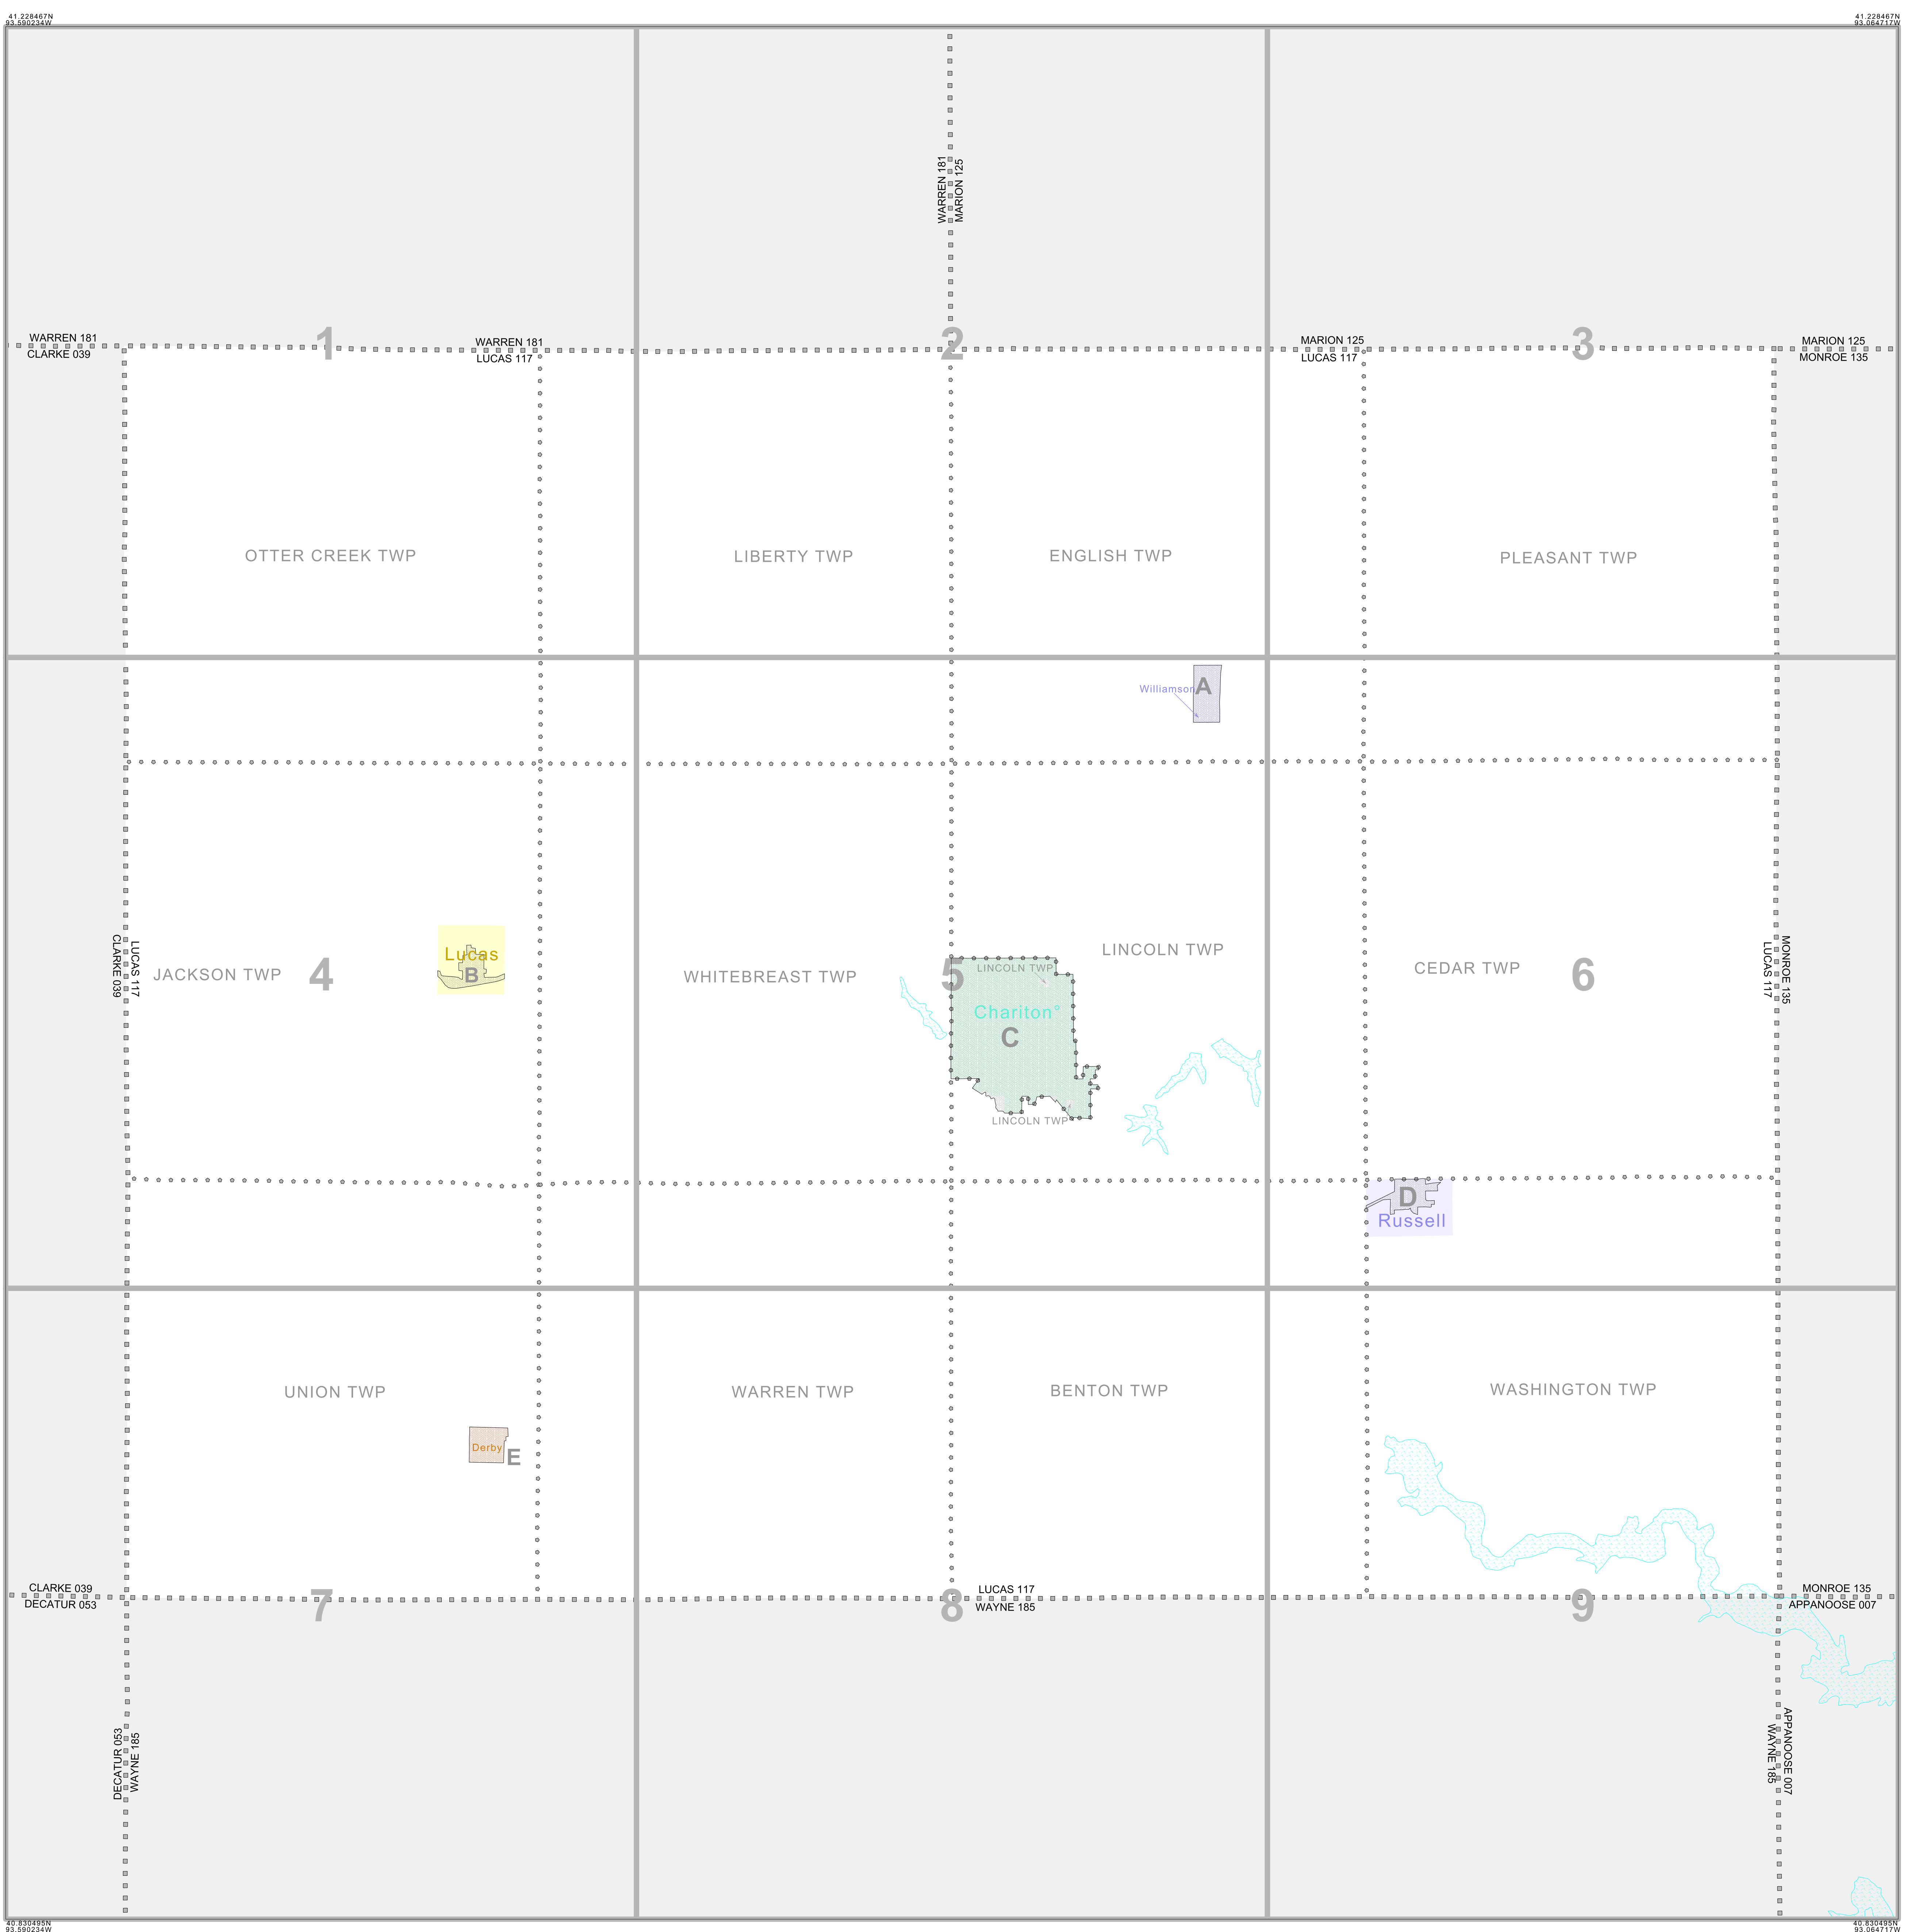 41.228467N
93.590234W
41.228467N
93.064717W
WARREN 181
MARION 125
WARREN 181
CLARKE 039
1
WARREN 181
LUCAS 117
2
MARION 125
LUCAS 117
3
MARION 125
MONROE 135
OTTER CREEK TWP
LIBERTY TWP
ENGLISH TWP
PLEASANT TWP
Williamson
A
CLARKE 039
LUCAS 117
JACKSON TWP
4
Lucas
B
WHITEBREAST TWP
5
LINCOLN TWP
LINCOLN TWP
Chariton°
C
LINCOLN TWP
CEDAR TWP
6
LUCAS 117
MONROE 135
D
Russell
UNION TWP
WARREN TWP
BENTON TWP
WASHINGTON TWP
Derby
E
CLARKE 039
DECATUR 053
7
LUCAS 117
WAYNE 185
8
9
MONROE 135
APPANOOSE 007
DECATUR 053
WAYNE 185
WAYNE 185
APPANOOSE 007
40.830495N
93.590234W
40.830495N
93.064717W